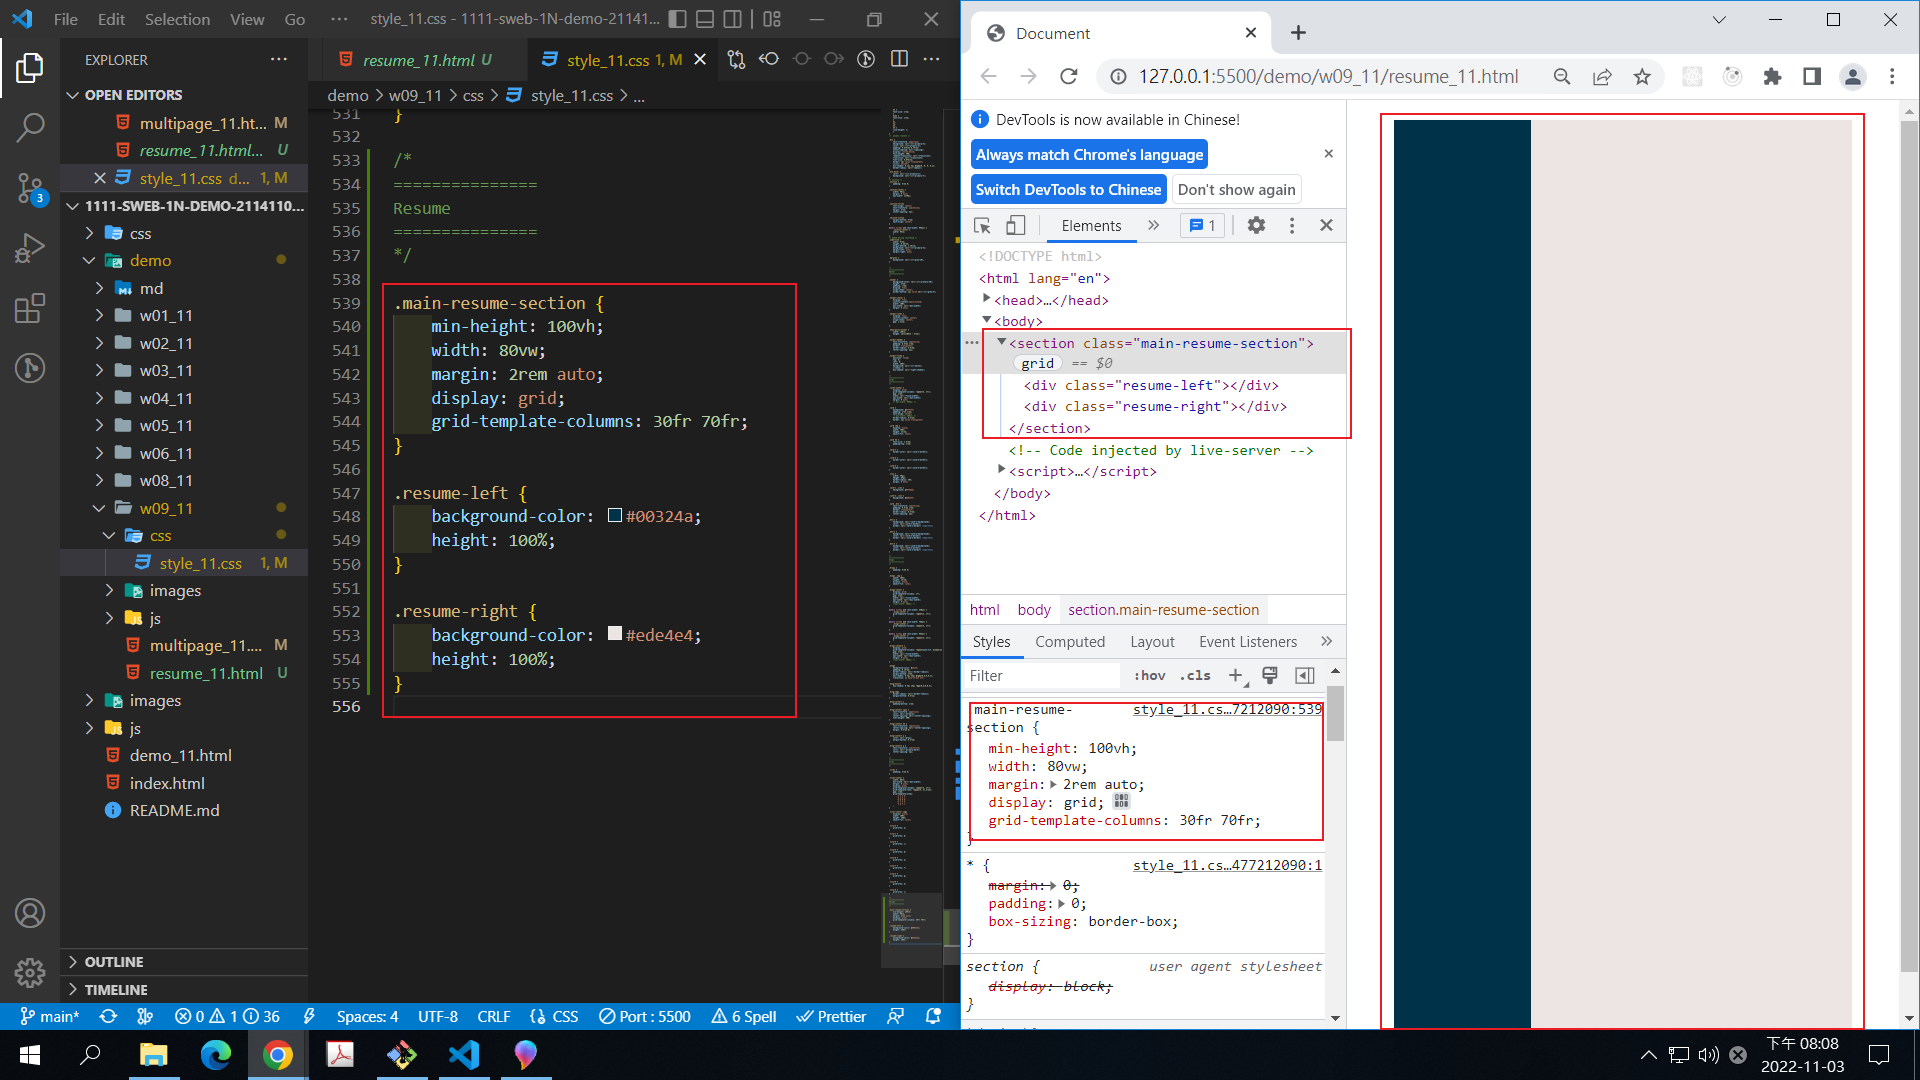 File Edit Selection View Go ··· style_11.css - 1111-sweb-1N-demo-21141...
EXPLORER ···
OPEN EDITORS
multipage_11.ht... M
resume_11.html... U
style_11.css d... 1, M
1111-SWEB-1N-DEMO-2114110...
css
demo
md
w01_11
w02_11
w03_11
w04_11
w05_11
w06_11
w08_11
w09_11
css
style_11.css 1, M
images
js
multipage_11.... M
resume_11.html U
images
js
demo_11.html
index.html
README.md
OUTLINE
TIMELINE
3
resume_11.html U
style_11.css 1, M
demo > w09_11 > css > style_11.css > ...
531 }
532
533 /*
534 ===============
535 Resume
536 ===============
537 */
538
539 .main-resume-section {
540 min-height: 100vh;
541 width: 80vw;
542 margin: 2rem auto;
543 display: grid;
544 grid-template-columns: 30fr 70fr;
545 }
546
547 .resume-left {
548 background-color: #00324a;
549 height: 100%;
550 }
551
552 .resume-right {
553 background-color: #ede4e4;
554 height: 100%;
555 }
556
main* 0 1 36 Spaces: 4 UTF-8 CRLF CSS Port : 5500 6 Spell Prettier
Document
127.0.0.1:5500/demo/w09_11/resume_11.html
DevTools is now available in Chinese!
Always match Chrome's language
Switch DevTools to Chinese Don't show again
Elements 1
<!DOCTYPE html>
<html lang="en">
<head>…</head>
<body>
<section class="main-resume-section">
grid == $0
<div class="resume-left"></div>
<div class="resume-right"></div>
</section>
<!-- Code injected by live-server -->
<script>…</script>
</body>
</html>
html body section.main-resume-section
Styles Computed Layout Event Listeners
Filter :hov .cls
main-resume- style_11.cs…7212090:539
section {
min-height: 100vh;
width: 80vw;
margin: 2rem auto;
display: grid;
grid-template-columns: 30fr 70fr;
}
* { style_11.cs…477212090:1
margin: 0;
padding: 0;
box-sizing: border-box;
}
section { user agent stylesheet
display: block;
}
下午 08:08
2022-11-03